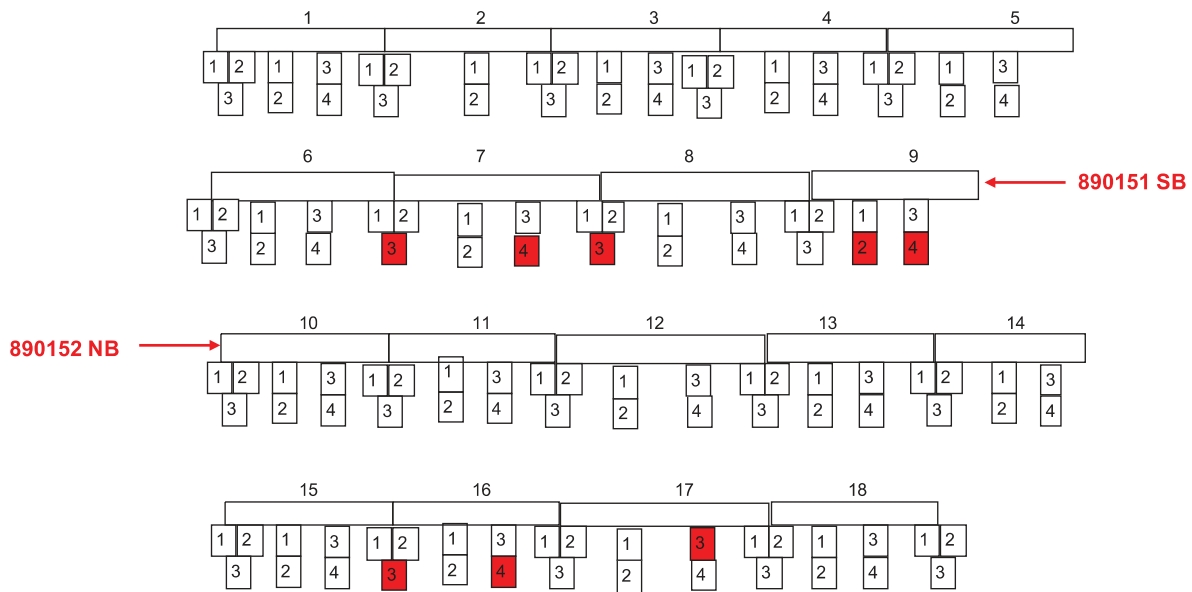 1 2 3 4 5
1 2 1 3 1 2 1 1 2 1 3 1 2 1 3 1 2 1 3
3 2 4 3 2 3 2 4 3 2 4 3 2 4
6 7 8 9
890151 SB
1 2 1 3 1 2 1 3 1 2 1 3 1 2 1 3
3 2 4 3 2 4 3 2 4 3 2 4
10 11 12 13 14
890152 NB
1 2 1 3 1 2 1 3 1 2 1 3 1 2 1 3 1 2 1 3
3 2 4 3 2 4 3 2 4 3 2 4 3 2 4
15 16 17 18
1 2 1 3 1 2 1 3 1 2 1 3 1 2 1 3 1 2
3 2 4 3 2 4 3 2 4 3 2 4 3